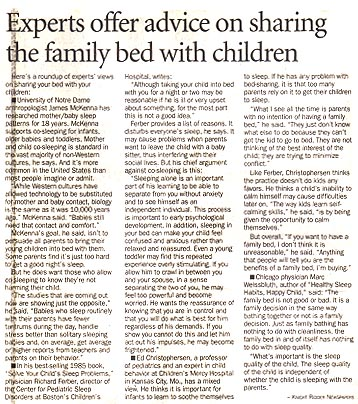 Experts offer advice on sharing
the family bed with children
Here's a roundup of experts' views
on sharing your bed with your
children:
■ University of Notre Dame
anthropologist James McKenna has
researched mother/baby sleep
patterns for 18 years. McKenna
supports co-sleeping for infants,
older babies and toddlers. Mother
and child co-sleeping is standard in
the vast majority of non-Western
cultures, he says. And it's more
common in the United States than
most people imagine or admit.
"While Western cultures have
allowed technology to be substituted
for mother and baby contact, biology
is the same as it was 10,000 years
ago," McKenna said. "Babies still
need that contact and comfort."
McKenna's goal, he said, isn't to
persuade all parents to bring their
young children into bed with them.
Some parents find it's just too hard
to get a good night's sleep.
But he does want those who allow
co-sleeping to know they're not
harming their child.
"The studies that are coming out
now are showing just the opposite,"
he said. "Babies who sleep routinely
with their parents have fewer
tantrums during the day, handle
stress better than solitary sleeping
babies and, on average, get average
or higher reports from teachers and
parents on their behavior."
■ In his best-selling 1985 book,
"Solve Your Child's Sleep Problems,"
physician Richard Ferber, director of
the Center for Pediatric Sleep
Disorders at Boston's Children's
Hospital, writes:
"Although taking your child into bed
with you for a night or two may be
reasonable if he is ill or very upset
about something, for the most part
this is not a good idea."
Ferber provides a list of reasons. It
disturbs everyone's sleep, he says. It
may cause problems when parents
want to leave the child with a baby
sitter, thus interfering with their
social lives. But his chief argument
against co-sleeping is this:
"Sleeping alone is an important
part of his learning to be able to
separate from you without anxiety
and to see himself as an
independent individual. This process
is important to early psychological
development. In addition, sleeping in
your bed can make your child feel
confused and anxious rather than
relaxed and reassured. Even a young
toddler may find this repeated
experience overly stimulating. If you
allow him to crawl in between you
and your spouse, in a sense
separating the two of you, he may
feel too powerful and become
worried. He wants the reassurance of
knowing that you are in control and
that you will do what is best for him
regardless of his demands. If you
show you cannot do this and let him
act out his impulses, he may become
frightened."
■ Ed Christophersen, a professor
of pediatrics and an expert in child
behavior at Children's Mercy Hospital
in Kansas City, Mo., has a mixed
view. He thinks it is important for
infants to learn to soothe themselves
to sleep. If he has any problem with
bed-sharing, it is that too many
parents rely on it to get their children
to sleep.
"What I see all the time is parents
with no intention of having a family
bed," he said. "They just don't know
what else to do because they can't
get the kid to go to bed. They are not
thinking of the best interest of the
child; they are trying to minimize
conflict."
Like Ferber, Christophersen thinks
the practice doesn't do kids any
favors. He thinks a child's inability to
calm himself may cause difficulties
later on. "The way kids learn self-
calming skills," he said, "is by being
given the opportunity to calm
themselves."
But overall, "If you want to have a
family bed, I don't think it is
unreasonable," he said. "Anything
that people will tell you are the
benefits of a family bed, I'm buying."
■ Chicago physician Marc
Weissbluth, author of "Healthy Sleep
Habits, Happy Child," said: "The
family bed is not good or bad. It is a
family decision in the same way
bathing together or not is a family
decision. Just as family bathing has
nothing to do with cleanliness, the
family bed in and of itself has nothing
to do with sleep quality.
"What's important is the sleep
quality of the child. The sleep quality
of the child is independent of
whether the child is sleeping with the
parents."
– KNIGHT RIDDER NEWSPAPERS